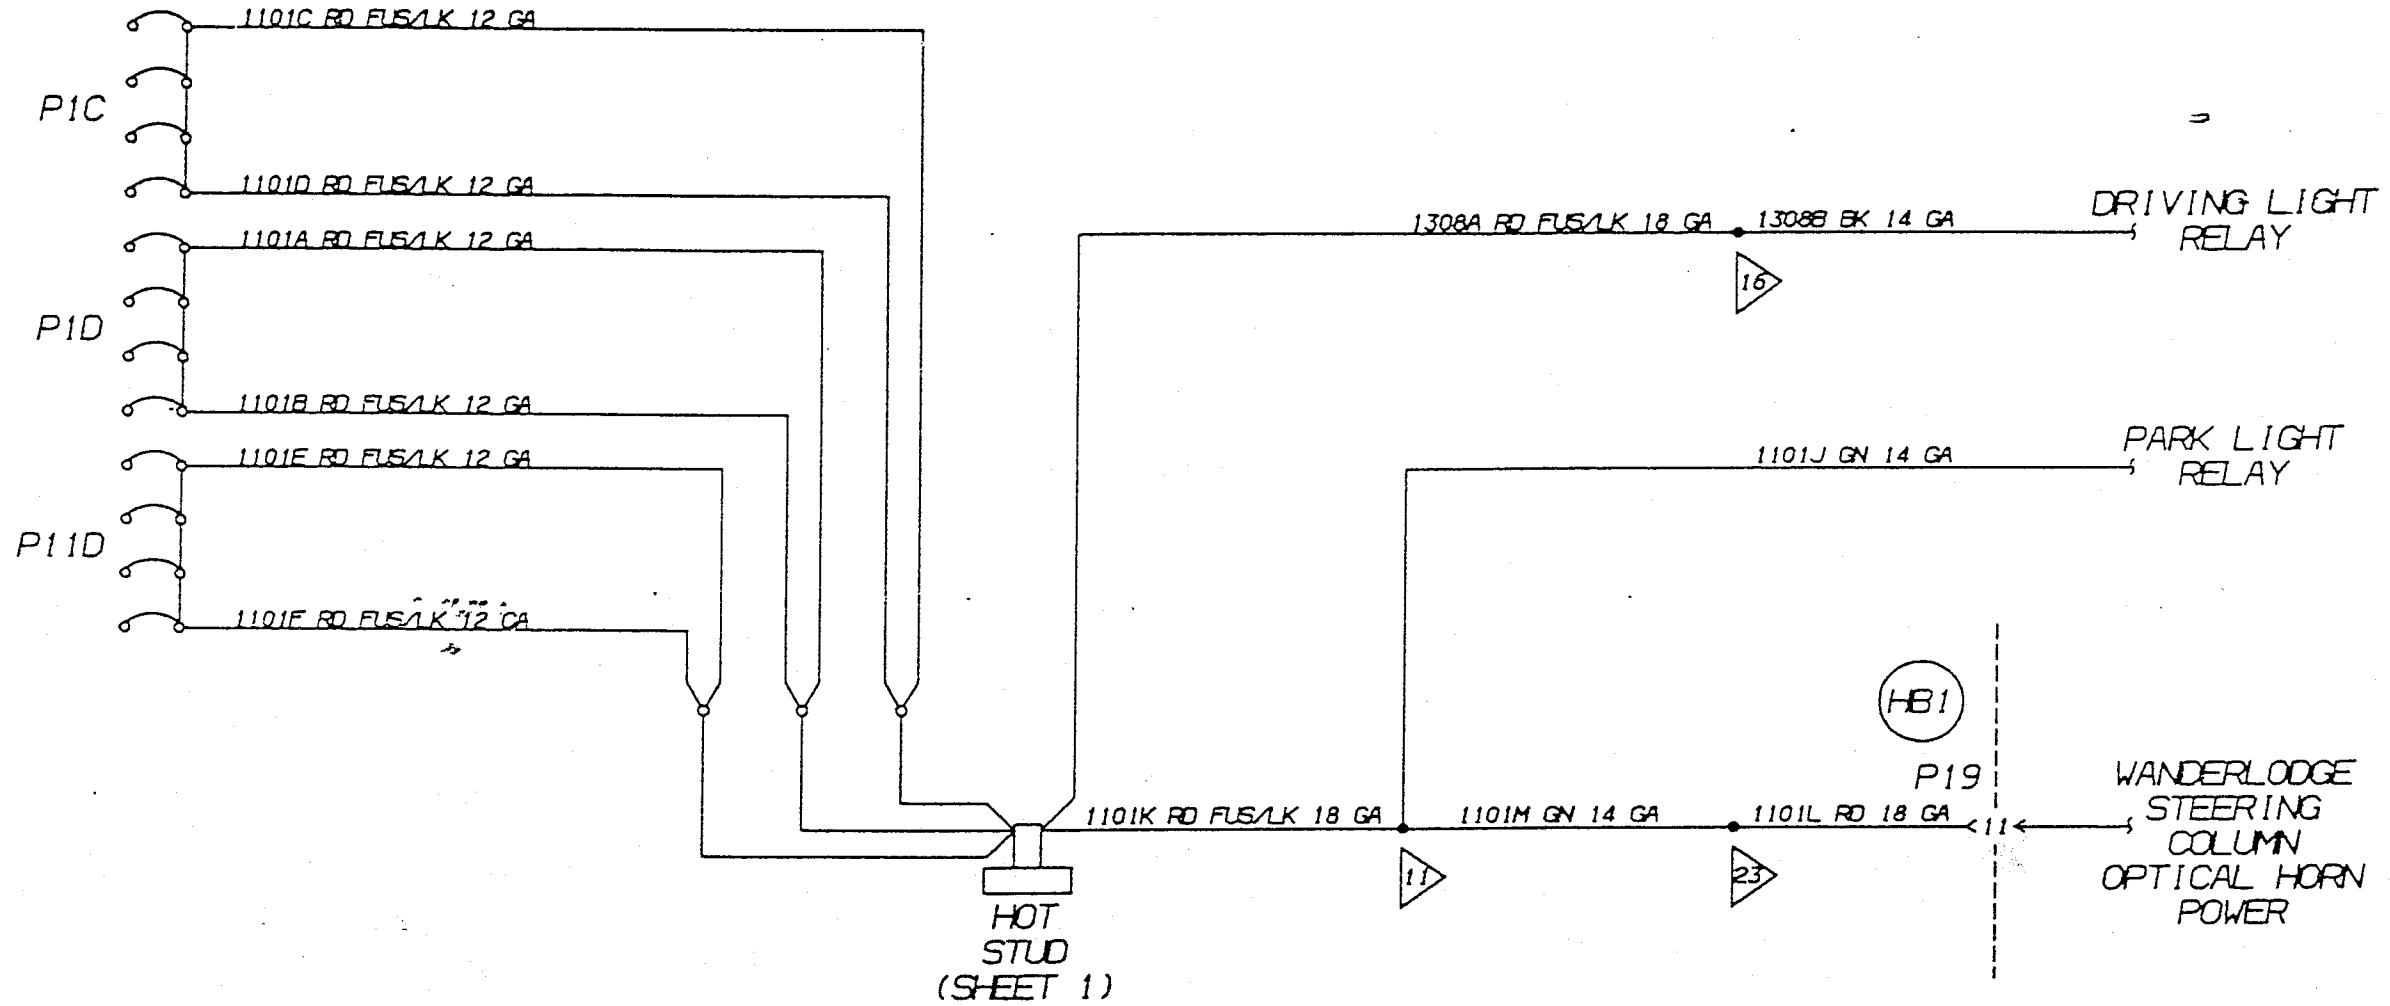 1101C RD FUS/LK 12 GA
P1C
1101D RD FUS/LK 12 GA
1101A RD FUS/LK 12 GA
P1D
1101B RD FUS/LK 12 GA
1101E RD FUS/LK 12 GA
P11D
1101F RD FUS/LK 12 GA
1308A RD FUS/LK 18 GA
1308B BK 14 GA
DRIVING LIGHT
RELAY
16
1101J GN 14 GA
PARK LIGHT
RELAY
HB1
P19
1101K RD FUS/LK 18 GA
1101M GN 14 GA
1101L RD 18 GA
11
WANDERLODGE
STEERING
COLUMN
OPTICAL HORN
POWER
11
23
HOT
STUD
(SHEET 1)